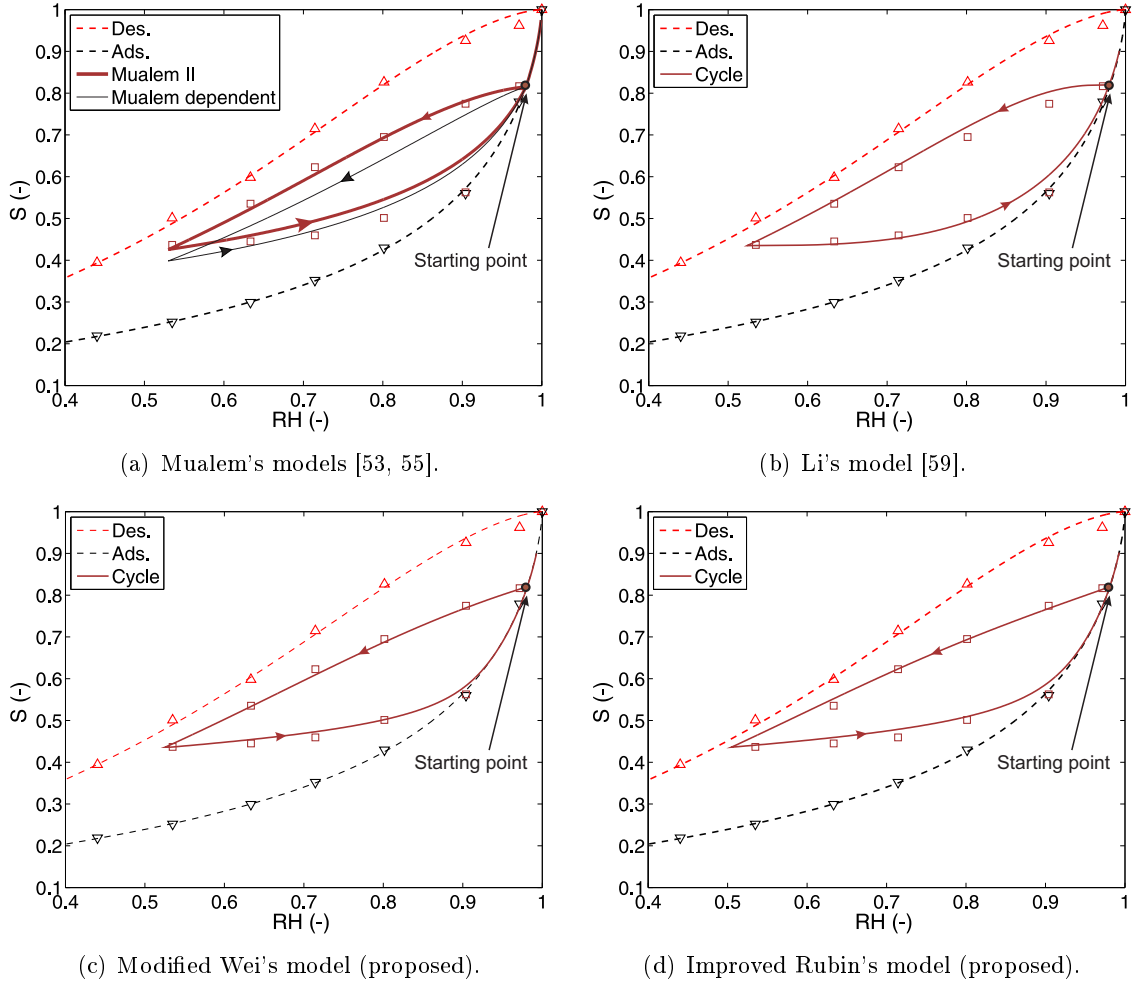 Des.
Ads.
Mualem II
Mualem dependent
Starting point
S (-)
1
0.9
0.8
0.7
0.6
0.5
0.4
0.3
0.2
0.1
0.4 0.5 0.6 0.7 0.8 0.9 1
RH (-)
(a) Mualem's models [53, 55].
Des.
Ads.
Cycle
Starting point
S (-)
1
0.9
0.8
0.7
0.6
0.5
0.4
0.3
0.2
0.1
0.4 0.5 0.6 0.7 0.8 0.9 1
RH (-)
(b) Li's model [59].
Des.
Ads.
Cycle
Starting point
S (-)
1
0.9
0.8
0.7
0.6
0.5
0.4
0.3
0.2
0.1
0.4 0.5 0.6 0.7 0.8 0.9 1
RH (-)
(c) Modified Wei's model (proposed).
Des.
Ads.
Cycle
Starting point
S (-)
1
0.9
0.8
0.7
0.6
0.5
0.4
0.3
0.2
0.1
0.4 0.5 0.6 0.7 0.8 0.9 1
RH (-)
(d) Improved Rubin's model (proposed).